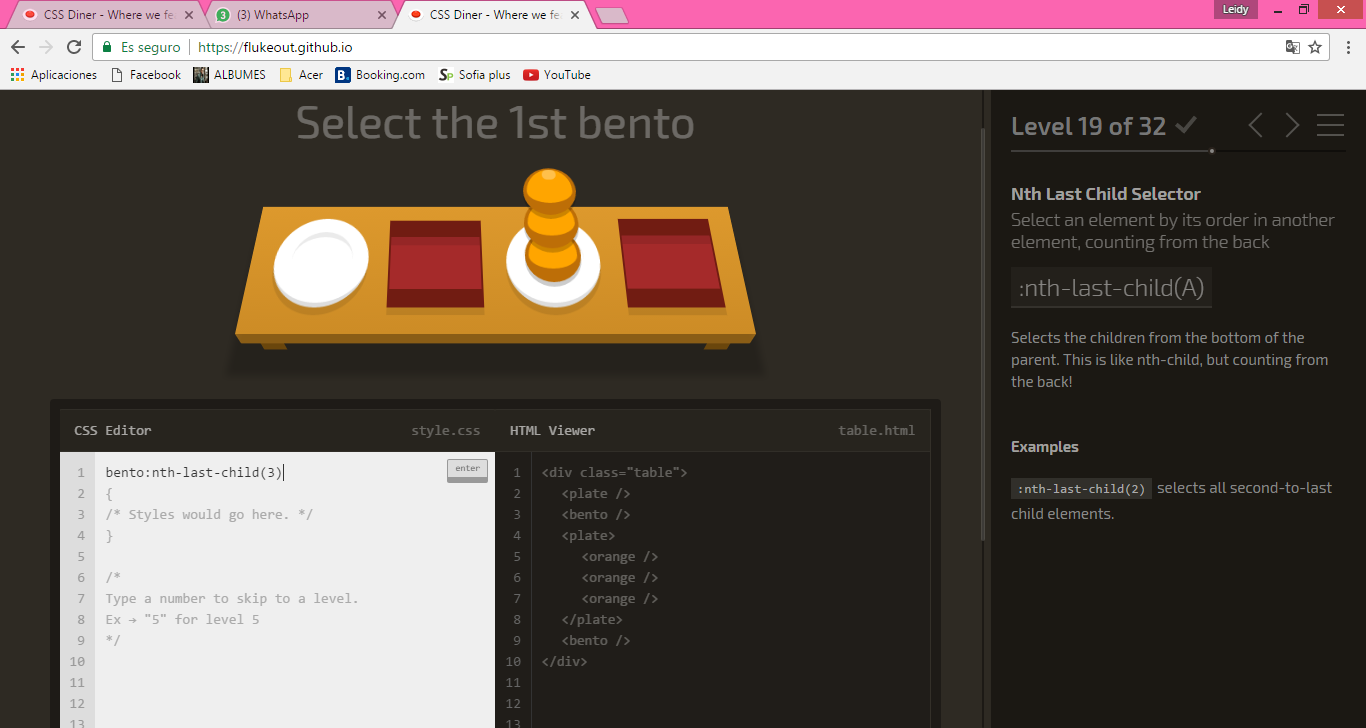 CSS Diner - Where we fe
(3) WhatsApp
CSS Diner - Where we fe
Leidy
Es seguro
https://flukeout.github.io
Aplicaciones
Facebook
ALBUMES
Acer
B. Booking.com
Sp Sofia plus
YouTube
Select the 1st bento
CSS Editor
style.css
HTML Viewer
table.html
1 bento:nth-last-child(3)
enter
2 {
3 /* Styles would go here. */
4 }
5
6 /*
7 Type a number to skip to a level.
8 Ex → "5" for level 5
9 */
10
11
12
13
1 <div class="table">
2 <plate />
3 <bento />
4 <plate>
5 <orange />
6 <orange />
7 <orange />
8 </plate>
9 <bento />
10 </div>
11
12
13
Level 19 of 32
Nth Last Child Selector
Select an element by its order in another
element, counting from the back
:nth-last-child(A)
Selects the children from the bottom of the
parent. This is like nth-child, but counting from
the back!
Examples
:nth-last-child(2) selects all second-to-last
child elements.